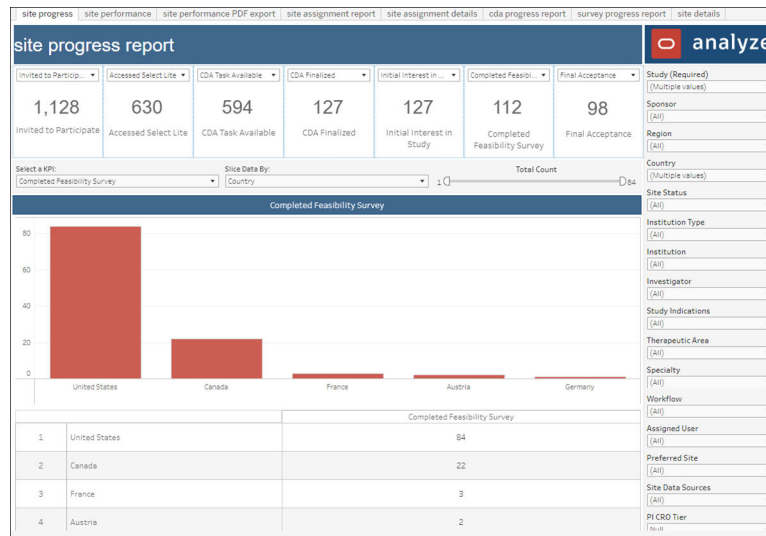 site progress site performance site performance PDF export site assignment report site assignment details cda progress report survey progress report site details
site progress report
analyze
Invited to Particip... Accessed Select Lite CDA Task Available CDA Finalized Initial Interest in ... Completed Feasibi... Final Acceptance
1,128 630 594 127 127 112 98
Invited to Participate Accessed Select Lite CDA Task Available CDA Finalized Initial Interest in Study Completed Feasibility Survey Final Acceptance
Select a KPI: Slice Data By: Total Count
Completed Feasibility Survey Country 1 84
Completed Feasibility Survey
80
60
40
20
0
United States Canada France Austria Germany
Completed Feasibility Survey
1 United States 84
2 Canada 22
3 France 3
4 Austria 2
Study (Required)
(Multiple values)
Sponsor
(All)
Region
(All)
Country
(Multiple values)
Site Status
(All)
Institution Type
(All)
Institution
(All)
Investigator
(All)
Study Indications
(All)
Therapeutic Area
(All)
Specialty
(All)
Workflow
(All)
Assigned User
(All)
Preferred Site
(All)
Site Data Sources
(All)
PI CRO Tier
Null